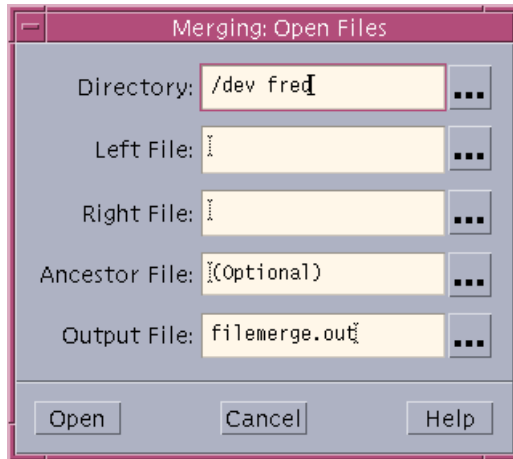 Merging: Open Files
Directory: /dev fred ...
Left File: ...
Right File: ...
Ancestor File: (Optional) ...
Output File: filemerge.out ...
Open Cancel Help